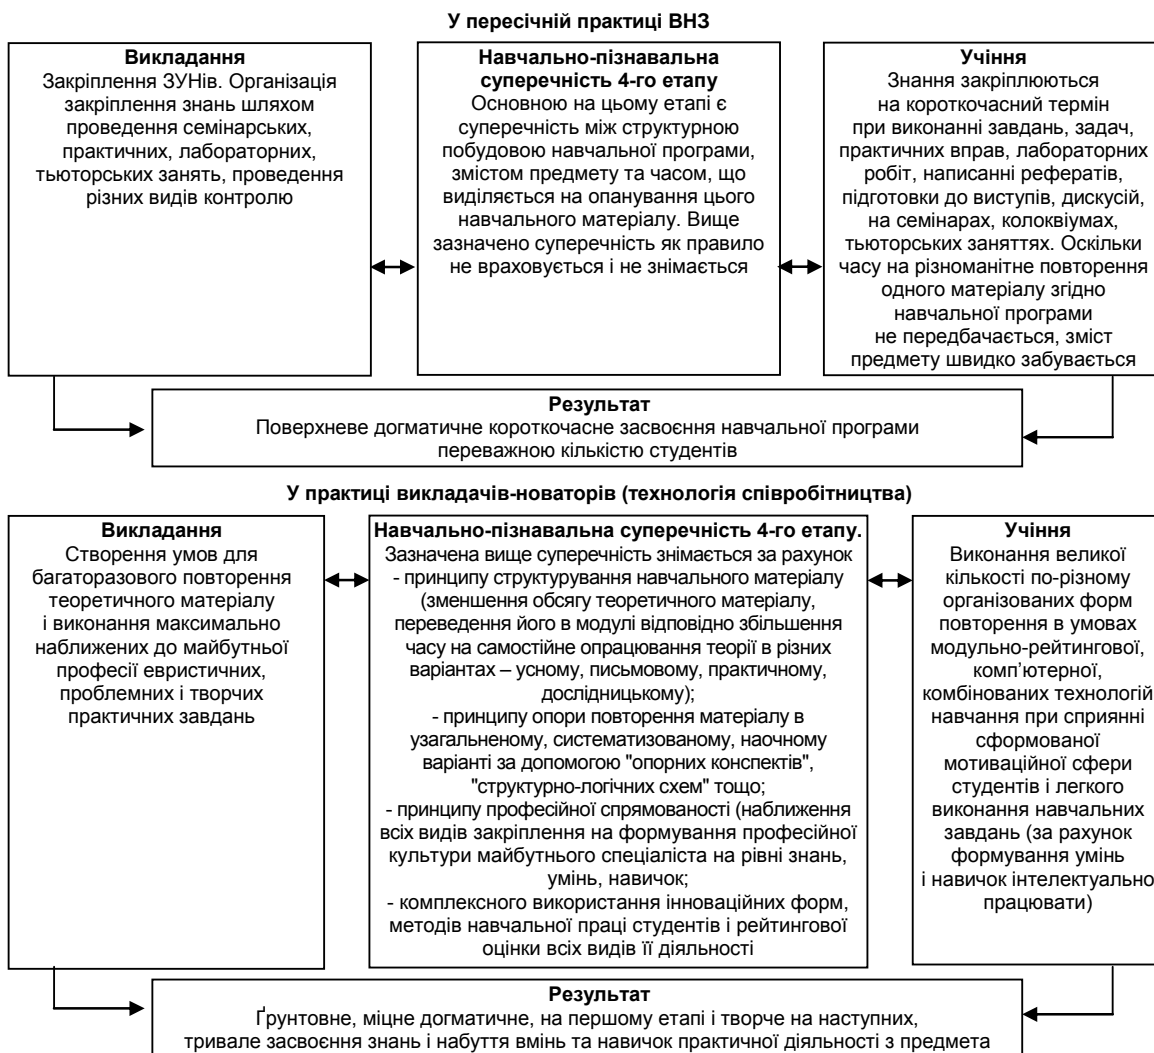 У пересічній практиці ВНЗ
Викладання
Закріплення ЗУНів. Організація
закріплення знань шляхом
проведення семінарських,
практичних, лабораторних,
тьюторських занять, проведення
різних видів контролю
Навчально-пізнавальна
суперечність 4-го етапу
Основною на цьому етапі є
суперечність між структурною
побудовою навчальної програми,
змістом предмету та часом, що
виділяється на опанування цього
навчального матеріалу. Вище
зазначено суперечність як правило
не враховується і не знімається
Учіння
Знання закріплюються
на короткочасний термін
при виконанні завдань, задач,
практичних вправ, лабораторних
робіт, написанні рефератів,
підготовки до виступів, дискусій,
на семінарах, колоквіумах,
тьюторських заняттях. Оскільки
часу на різноманітне повторення
одного матеріалу згідно
навчальної програми
не передбачається, зміст
предмету швидко забувається
Результат
Поверхневе догматичне короткочасне засвоєння навчальної програми
переважною кількістю студентів
У практиці викладачів-новаторів (технологія співробітництва)
Викладання
Створення умов для
багаторазового повторення
теоретичного матеріалу
і виконання максимально
наближених до майбутньої
професії евристичних,
проблемних і творчих
практичних завдань
Навчально-пізнавальна суперечність 4-го етапу.
Зазначена вище суперечність знімається за рахунок
- принципу структурування навчального матеріалу
(зменшення обсягу теоретичного матеріалу,
переведення його в модулі відповідно збільшення
часу на самостійне опрацювання теорії в різних
варіантах – усному, письмовому, практичному,
дослідницькому);
- принципу опори повторення матеріалу в
узагальненому, систематизованому, наочному
варіанті за допомогою "опорних конспектів",
"структурно-логічних схем" тощо;
- принципу професійної спрямованості (наближення
всіх видів закріплення на формування професійної
культури майбутнього спеціаліста на рівні знань,
умінь, навичок;
- комплексного використання інноваційних форм,
методів навчальної праці студентів і рейтингової
оцінки всіх видів її діяльності
Учіння
Виконання великої
кількості по-різному
організованих форм
повторення в умовах
модульно-рейтингової,
комп’ютерної,
комбінованих технологій
навчання при сприянні
сформованої
мотиваційної сфери
студентів і легкого
виконання навчальних
завдань (за рахунок
формування умінь
і навичок інтелектуально
працювати)
Результат
Ґрунтовне, міцне догматичне, на першому етапі і творче на наступних,
тривале засвоєння знань і набуття вмінь та навичок практичної діяльності з предмета